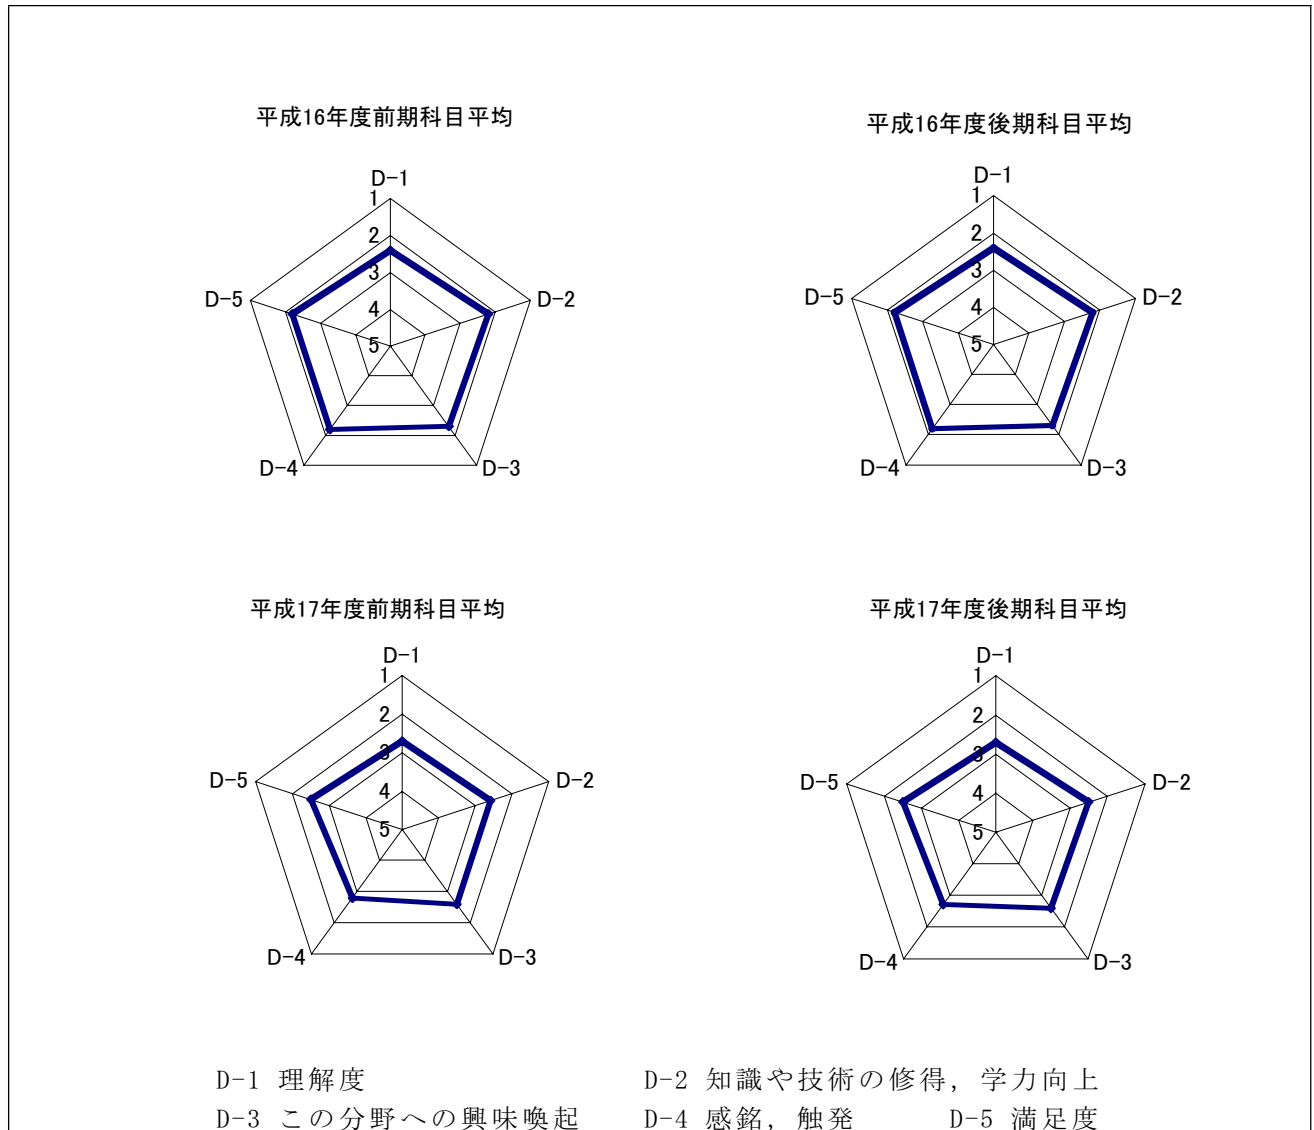 平成16年度前期科目平均
D-1
1
2
3
4
5
D-5
D-2
D-4
D-3
平成16年度後期科目平均
D-1
1
2
3
4
5
D-5
D-2
D-4
D-3
平成17年度前期科目平均
D-1
1
2
3
4
5
D-5
D-2
D-4
D-3
平成17年度後期科目平均
D-1
1
2
3
4
5
D-5
D-2
D-4
D-3
D-1 理解度 D-2 知識や技術の修得，学力向上
D-3 この分野への興味喚起 D-4 感銘，触発 D-5 満足度